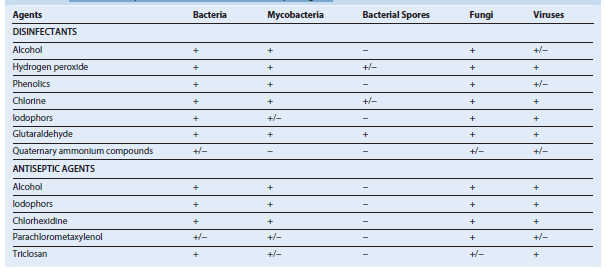 Agents Bacteria Mycobacteria Bacterial Spores Fungi Viruses
DISINFECTANTS
Alcohol + + – + +/–
Hydrogen peroxide + + +/– + +
Phenolics + + – + +/–
Chlorine + + +/– + +
Iodophors + +/– – + +
Glutaraldehyde + + + + +
Quaternary ammonium compounds +/– – – +/– +/–
ANTISEPTIC AGENTS
Alcohol + + – + +
Iodophors + + – + +
Chlorhexidine + + – + +
Parachlorometaxylenol +/– +/– – + +/–
Triclosan + +/– – +/– +